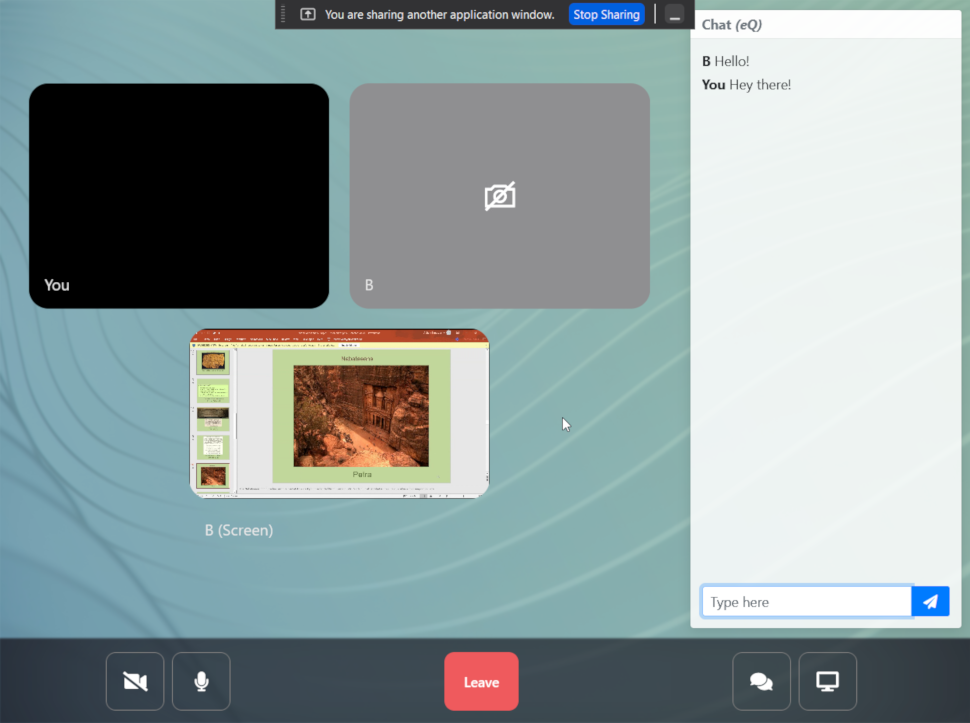 You are sharing another application window.
Stop Sharing
Chat (eQ)
B Hello!
You Hey there!
You
B
Nabataeans
Petra
B (Screen)
Type here
Leave